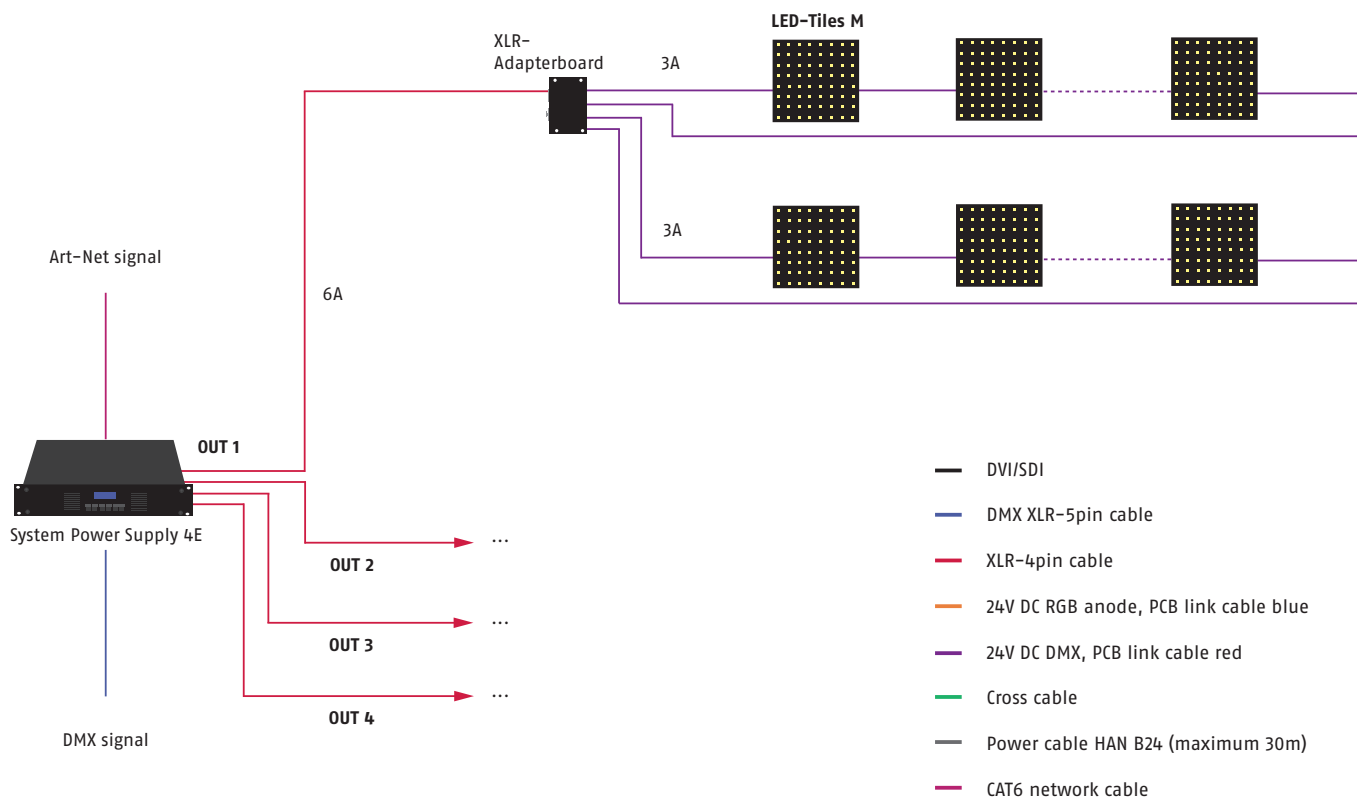 LED-Tiles M
XLR-
Adapterboard
3A
3A
Art-Net signal
6A
OUT 1
System Power Supply 4E
...
OUT 2
...
OUT 3
...
OUT 4
DMX signal
DVI/SDI
DMX XLR-5pin cable
XLR-4pin cable
24V DC RGB anode, PCB link cable blue
24V DC DMX, PCB link cable red
Cross cable
Power cable HAN B24 (maximum 30m)
CAT6 network cable